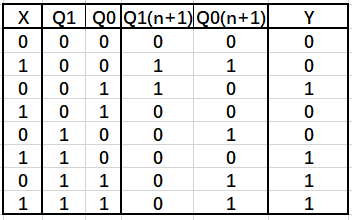 X Q1 Q0 Q1(n+1) Q0(n+1) Y
0 0 0 0 0 0
1 0 0 1 1 0
0 0 1 1 0 1
1 0 1 0 0 0
0 1 0 0 1 0
1 1 0 0 0 1
0 1 1 0 1 1
1 1 1 0 1 1